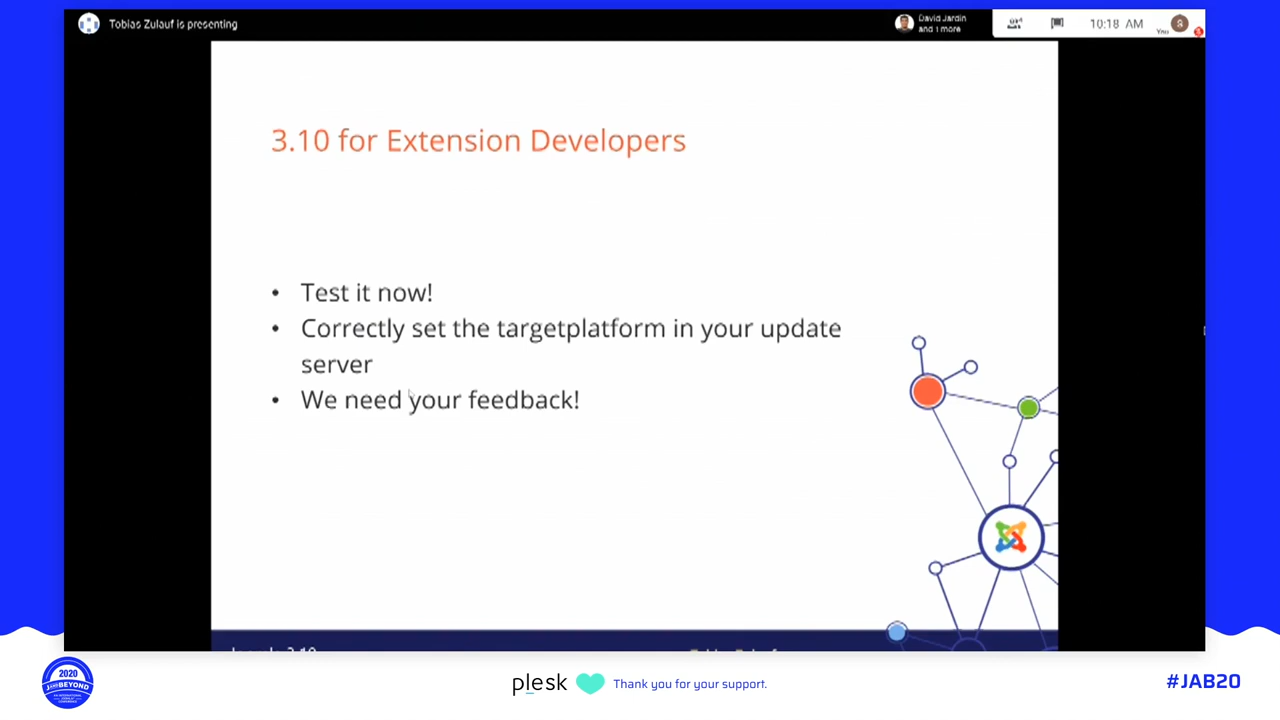 Tobias Zulauf is presenting
David Jardin
and 1 more
10:18 AM
You
S
3.10 for Extension Developers
• Test it now!
• Correctly set the targetplatform in your update
server
• We need your feedback!
2020
JANDBEYOND
plesk
Thank you for your support.
#JAB20